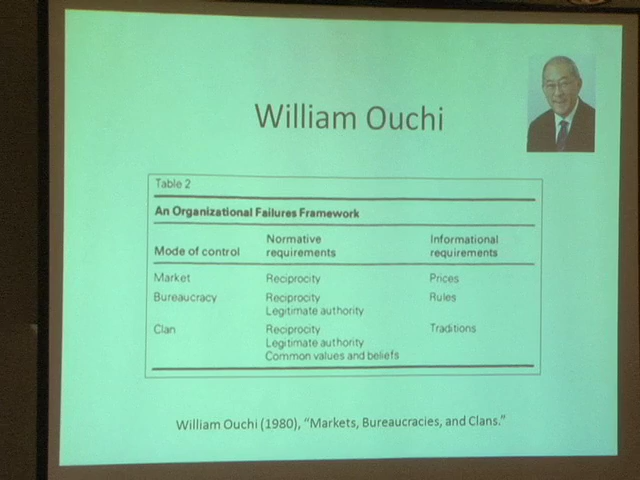 William Ouchi
Table 2
An Organizational Failures Framework
Mode of control Normative requirements Informational requirements
Market Reciprocity Prices
Bureaucracy Reciprocity Rules
Legitimate authority
Clan Reciprocity Traditions
Legitimate authority
Common values and beliefs
William Ouchi (1980), “Markets, Bureaucracies, and Clans.”